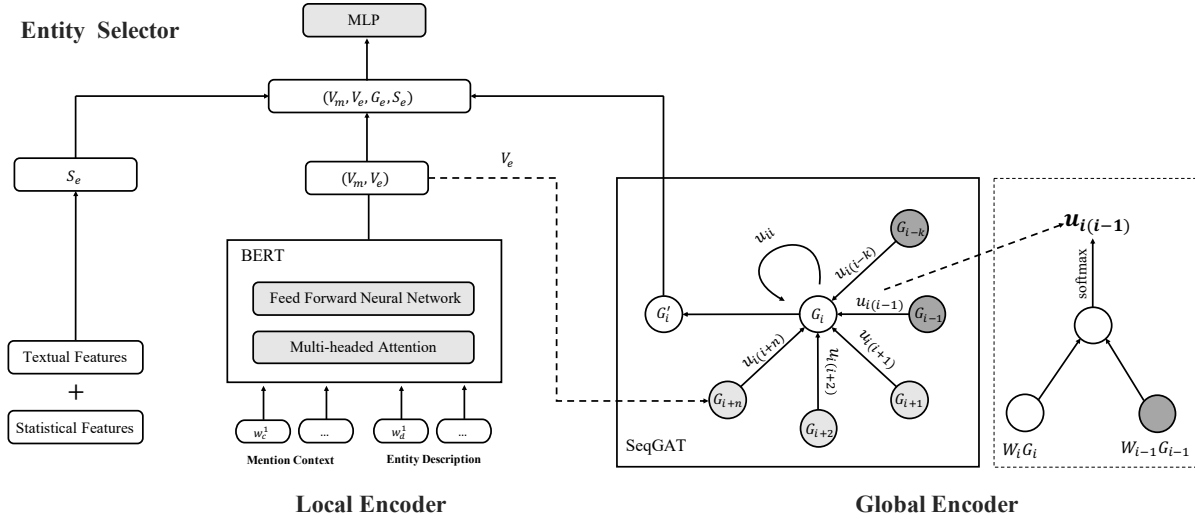 Entity Selector
MLP
(V_m, V_e, G_e, S_e)
S_e
(V_m, V_e)
V_e
BERT
Feed Forward Neural Network
Multi-headed Attention
Textual Features
+
Statistical Features
w_c^1
...
w_d^1
...
Mention Context
Entity Description
Local Encoder
u_{ii}
G_{i-k}
u_{i(i-k)}
G_i'
G_i
u_{i(i-1)}
G_{i-1}
u_{i(i+n)}
u_{i(i+2)}
u_{i(i+1)}
G_{i+n}
G_{i+2}
G_{i+1}
SeqGAT
u_{i(i-1)}
softmax
W_iG_i
W_{i-1}G_{i-1}
Global Encoder